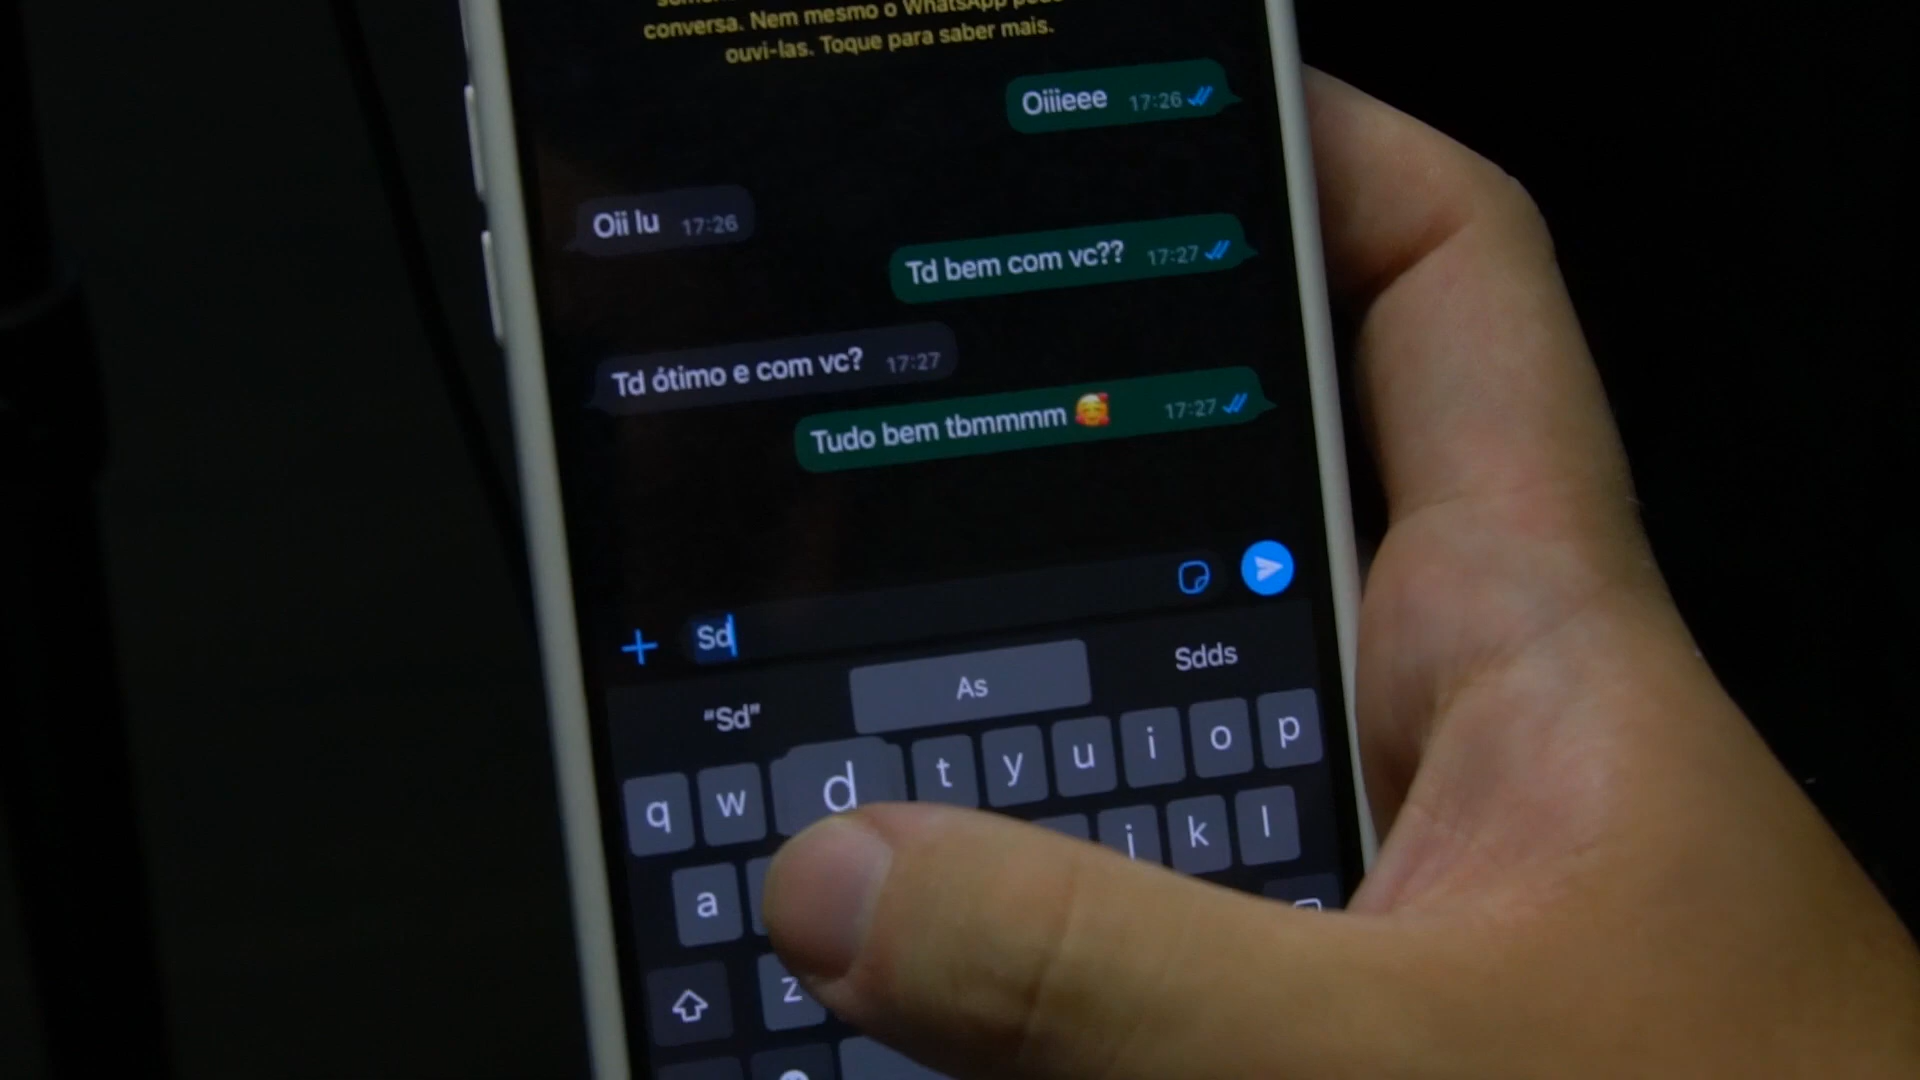 conversa. Nem mesmo o WhatsApp pode
ouvi-las. Toque para saber mais.
Oiiieee 17:26
Oii lu 17:26
Td bem com vc?? 17:27
Td ótimo e com vc? 17:27
Tudo bem tbmmmm 🥰 17:27
Sd
“Sd” As Sdds
q w d t y u i o p
a j k l
z